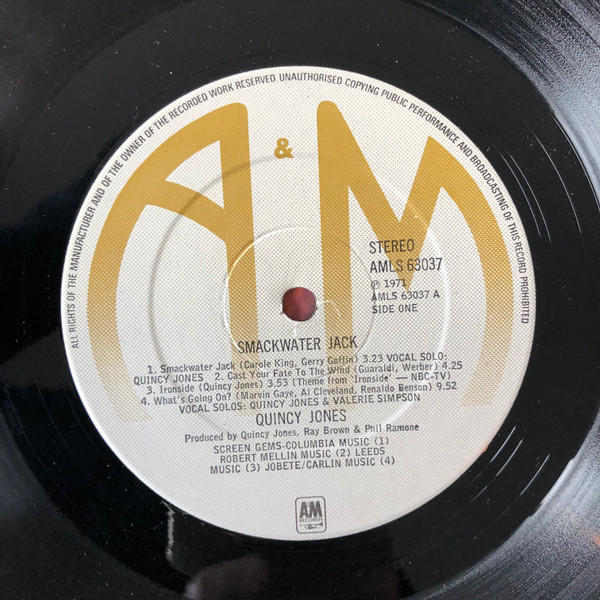 ALL RIGHTS OF THE MANUFACTURER AND OF THE OWNER OF THE RECORDED WORK RESERVED UNAUTHORISED COPYING PUBLIC PERFORMANCE AND BROADCASTING OF THIS RECORD PROHIBITED
A & M
STEREO
AMLS 63037
℗ 1971
AMLS 63037 A
SIDE ONE
SMACKWATER JACK
1. Smackwater Jack (Carole King, Gerry Goffin) 3.23 VOCAL SOLO:
QUINCY JONES 2. Cast Your Fate To The Wind (Guaraldi, Werber) 4.25
3. Ironside (Quincy Jones) 3.53 (Theme from 'Ironside' — NBC-TV)
4. What's Going On? (Marvin Gaye, Al Cleveland, Renaldo Benson) 9.52
VOCAL SOLOS: QUINCY JONES & VALERIE SIMPSON
QUINCY JONES
Produced by Quincy Jones, Ray Brown & Phil Ramone
SCREEN GEMS-COLUMBIA MUSIC (1)
ROBERT MELLIN MUSIC (2) LEEDS
MUSIC (3) JOBETE/CARLIN MUSIC (4)
AM
RECORDS